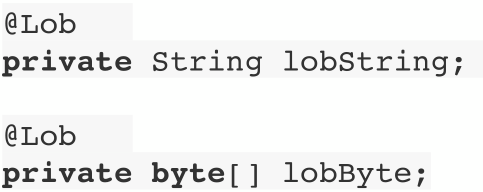 @Lob
private String lobString;
@Lob
private byte[] lobByte;